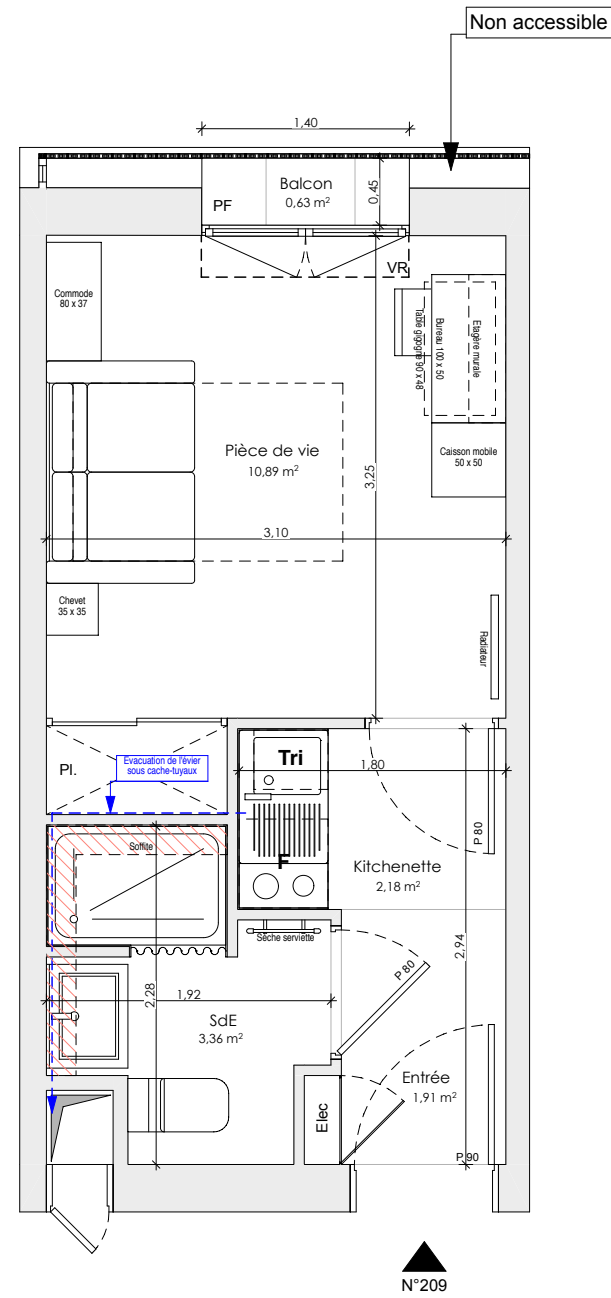 Non accessible
1,40
Balcon
0,63 m²
0,45
PF
VR
Commode
80 x 37
Table gigogne 90 x 48
Bureau 100 x 50
Etagère murale
Pièce de vie
10,89 m²
Caisson mobile
50 x 50
3,25
3,10
Chevet
35 x 35
Radiateur
Pl.
Evacuation de l'évier
sous cache-tuyaux
Tri
1,80
P 80
Soffite
F
Kitchenette
2,18 m²
Sèche serviette
2,94
P 80
2,28
1,92
SdE
3,36 m²
Entrée
1,91 m²
Elec
P 90
N°209